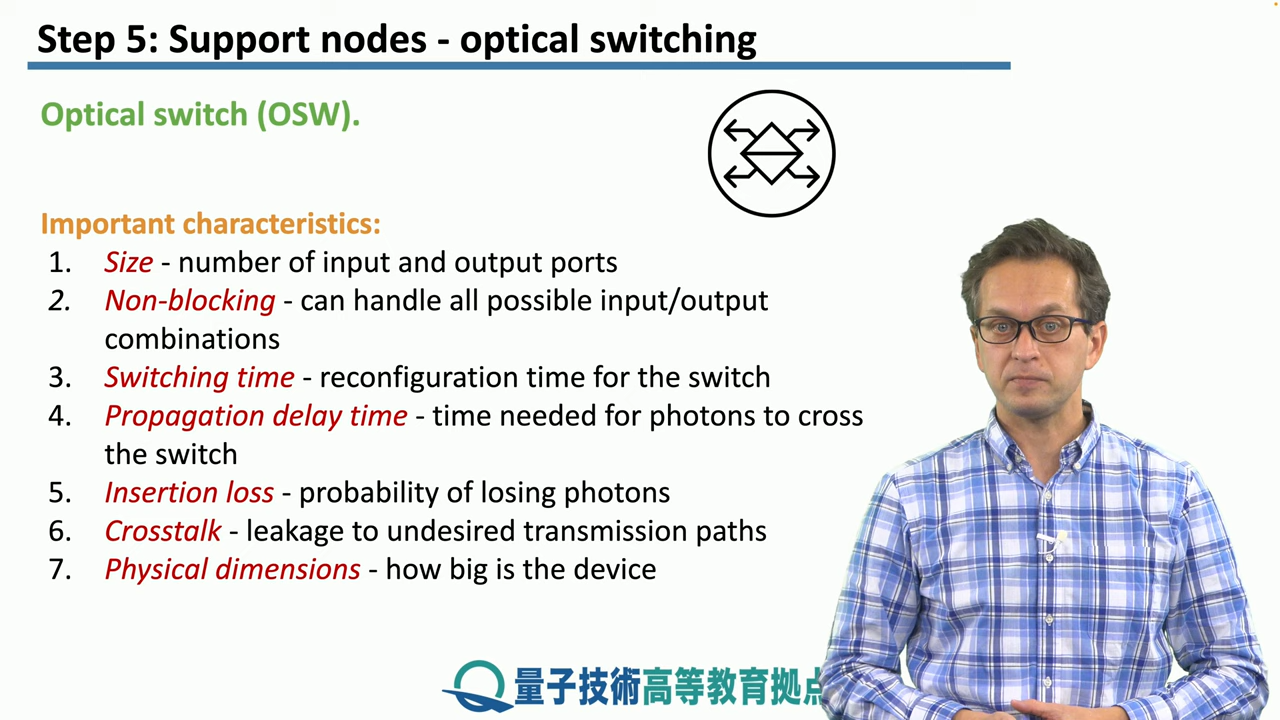 Step 5: Support nodes - optical switching
Optical switch (OSW).
Important characteristics:
1. Size - number of input and output ports
2. Non-blocking - can handle all possible input/output
combinations
3. Switching time - reconfiguration time for the switch
4. Propagation delay time - time needed for photons to cross
the switch
5. Insertion loss - probability of losing photons
6. Crosstalk - leakage to undesired transmission paths
7. Physical dimensions - how big is the device
量子技術高等教育拠点